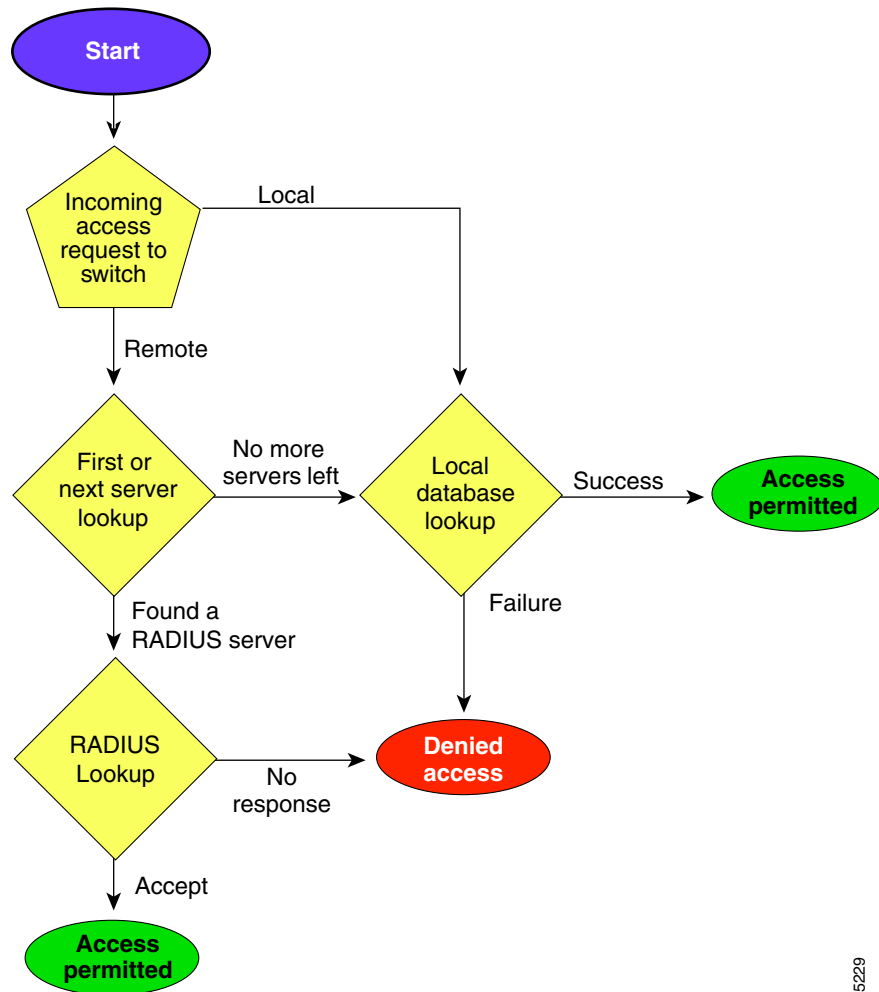 Start
Incoming
access
request to
switch
Local
Remote
First or
next server
lookup
No more
servers left
Local
database
lookup
Success
Access
permitted
Found a
RADIUS server
Failure
RADIUS
Lookup
No
response
Denied
access
Accept
Access
permitted
5229